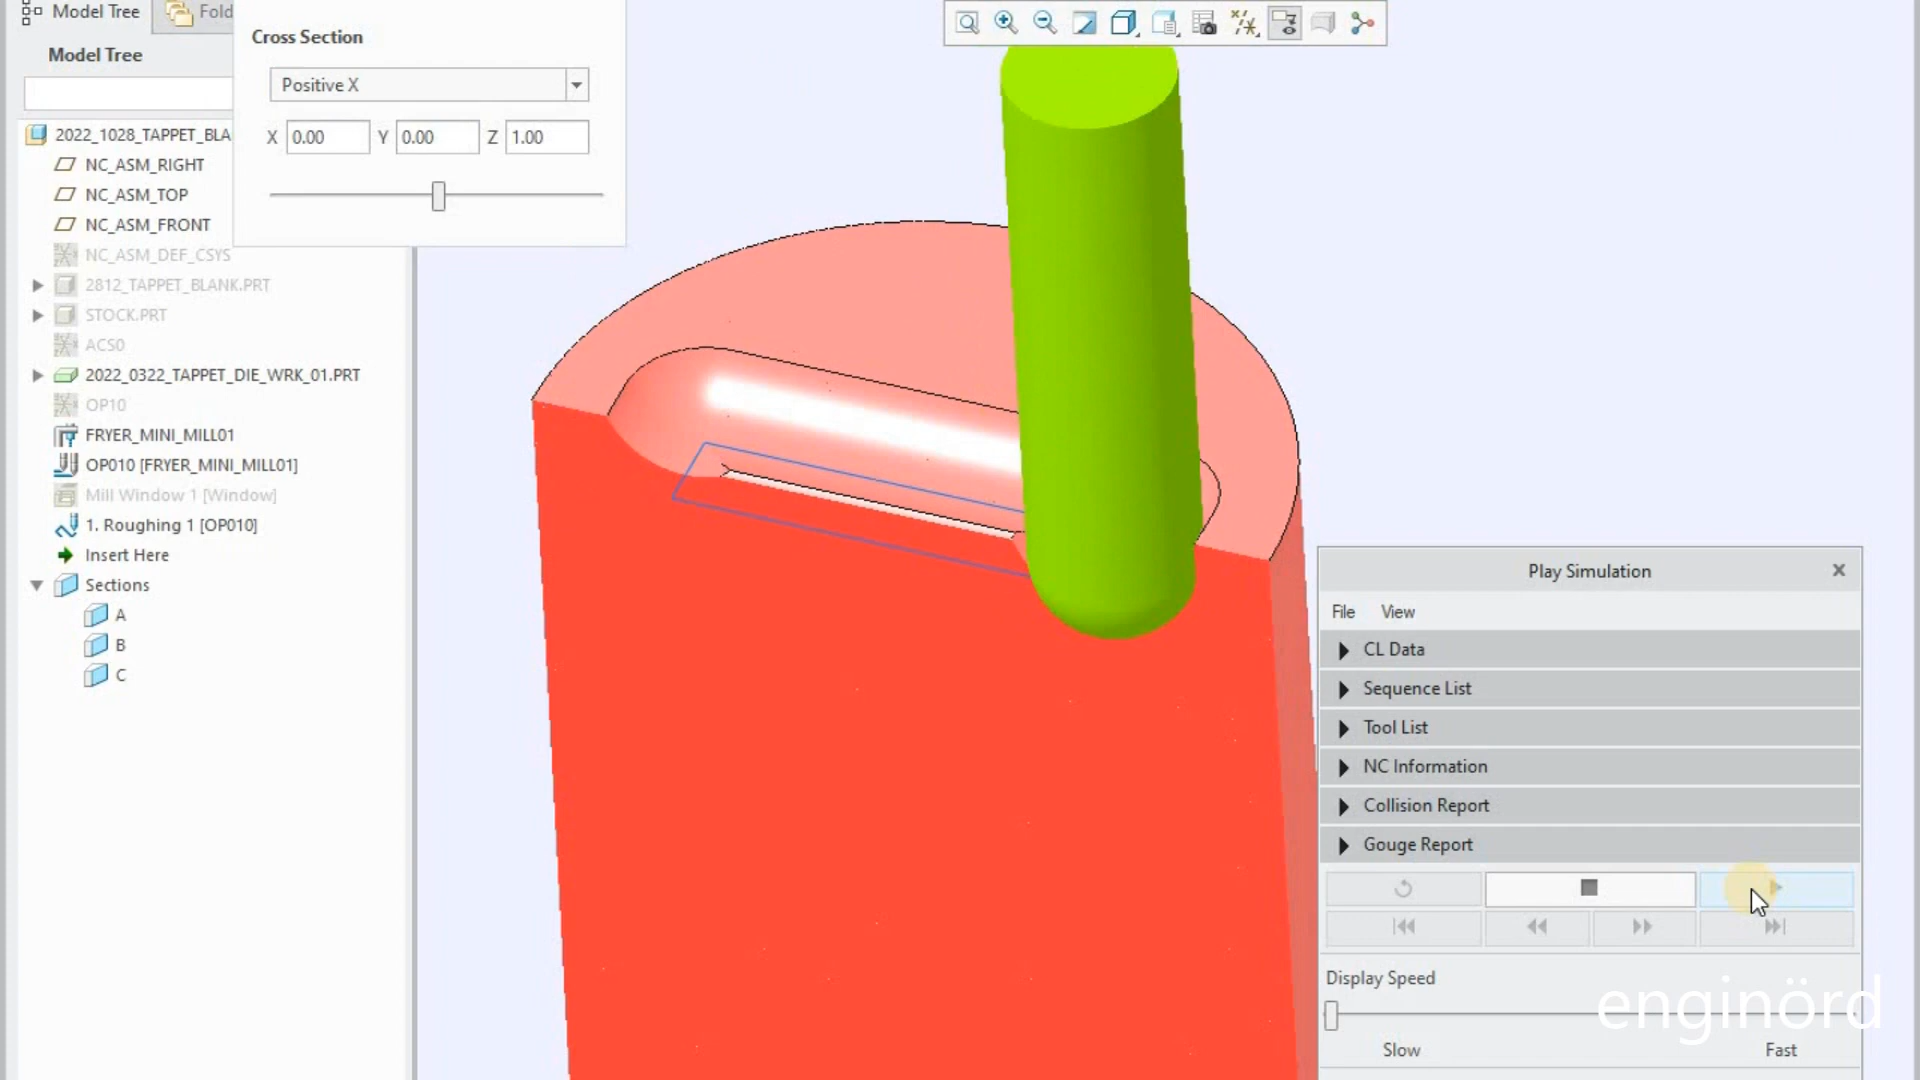 Model Tree
Fold
Model Tree
2022_1028_TAPPET_BLA
NC_ASM_RIGHT
NC_ASM_TOP
NC_ASM_FRONT
NC_ASM_DEF_CSYS
2812_TAPPET_BLANK.PRT
STOCK.PRT
ACS0
2022_0322_TAPPET_DIE_WRK_01.PRT
OP10
FRYER_MINI_MILL01
OP010 [FRYER_MINI_MILL01]
Mill Window 1 [Window]
1. Roughing 1 [OP010]
Insert Here
Sections
A
B
C
Cross Section
Positive X
X 0.00 Y 0.00 Z 1.00
Play Simulation
File View
CL Data
Sequence List
Tool List
NC Information
Collision Report
Gouge Report
Display Speed
Slow Fast
enginörd